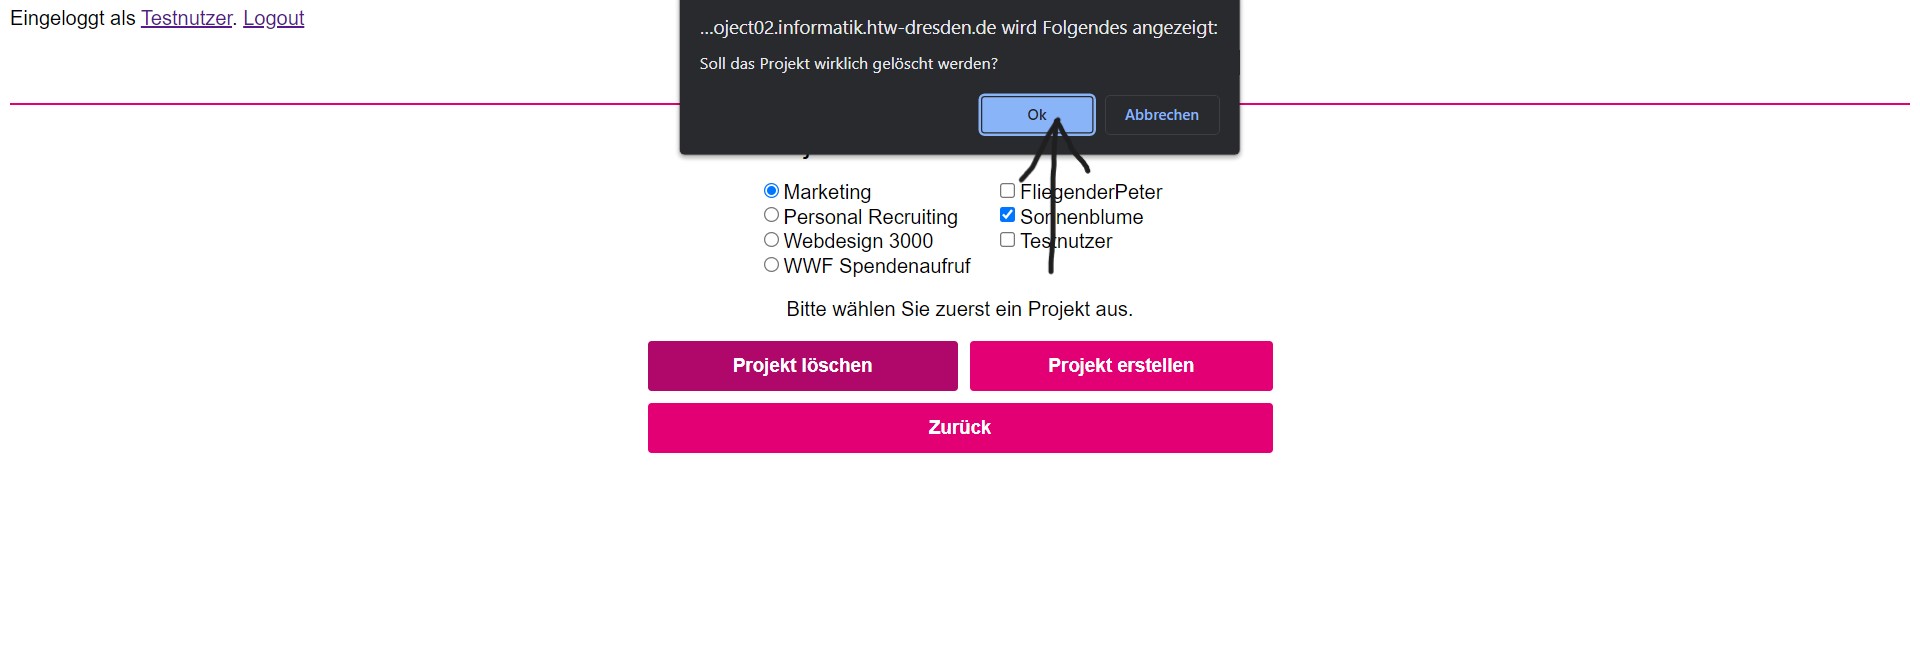 Eingeloggt als Testnutzer. Logout
...oject02.informatik.htw-dresden.de wird Folgendes angezeigt:
Soll das Projekt wirklich gelöscht werden?
Ok
Abbrechen
Marketing
Personal Recruiting
Webdesign 3000
WWF Spendenaufruf
FliegenderPeter
Sonnenblume
Testnutzer
Bitte wählen Sie zuerst ein Projekt aus.
Projekt löschen
Projekt erstellen
Zurück